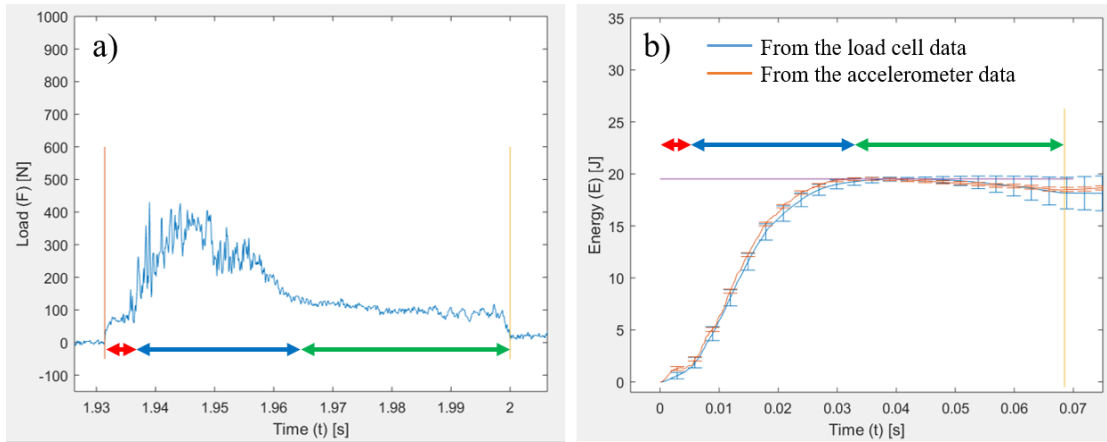 a)
1000
900
800
700
600
500
400
300
200
100
0
-100
Load (F) [N]
1.93 1.94 1.95 1.96 1.97 1.98 1.99 2
Time (t) [s]
b)
From the load cell data
From the accelerometer data
35
30
25
20
15
10
5
0
Energy (E) [J]
0 0.01 0.02 0.03 0.04 0.05 0.06 0.07
Time (t) [s]